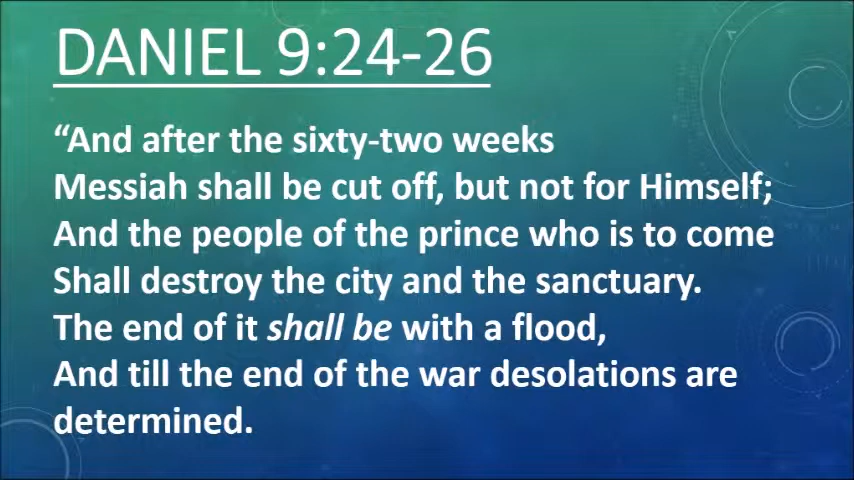 DANIEL 9:24-26
“And after the sixty-two weeks
Messiah shall be cut off, but not for Himself;
And the people of the prince who is to come
Shall destroy the city and the sanctuary.
The end of it shall be with a flood,
And till the end of the war desolations are
determined.